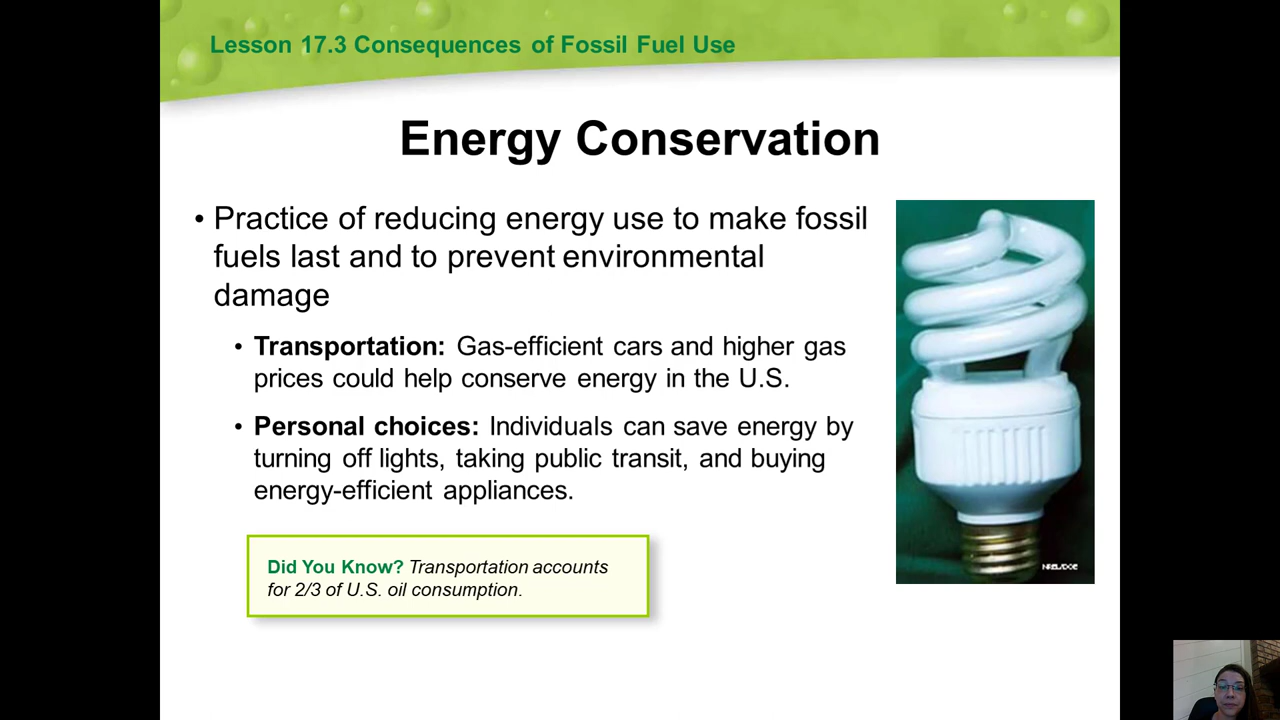 Lesson 17.3 Consequences of Fossil Fuel Use
Energy Conservation
• Practice of reducing energy use to make fossil
fuels last and to prevent environmental
damage
• Transportation: Gas-efficient cars and higher gas
prices could help conserve energy in the U.S.
• Personal choices: Individuals can save energy by
turning off lights, taking public transit, and buying
energy-efficient appliances.
Did You Know? Transportation accounts
for 2/3 of U.S. oil consumption.
NREL/DOE